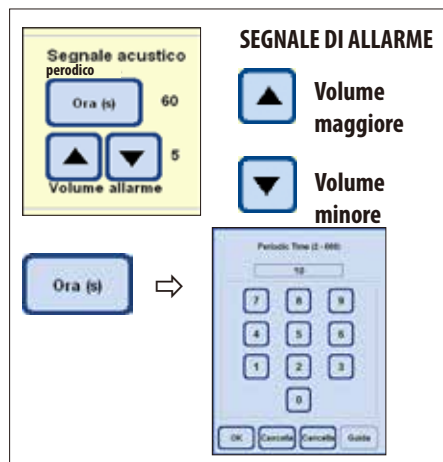 Segnale acustico
perodico
Ora (s) 60
5
Volume allarme
SEGNALE DI ALLARME
Volume
maggiore
Volume
minore
Ora (s)
Periodic Time (2 - 600)
10
7 8 9
4 5 6
1 2 3
0
OK Cancella Cancella Guida